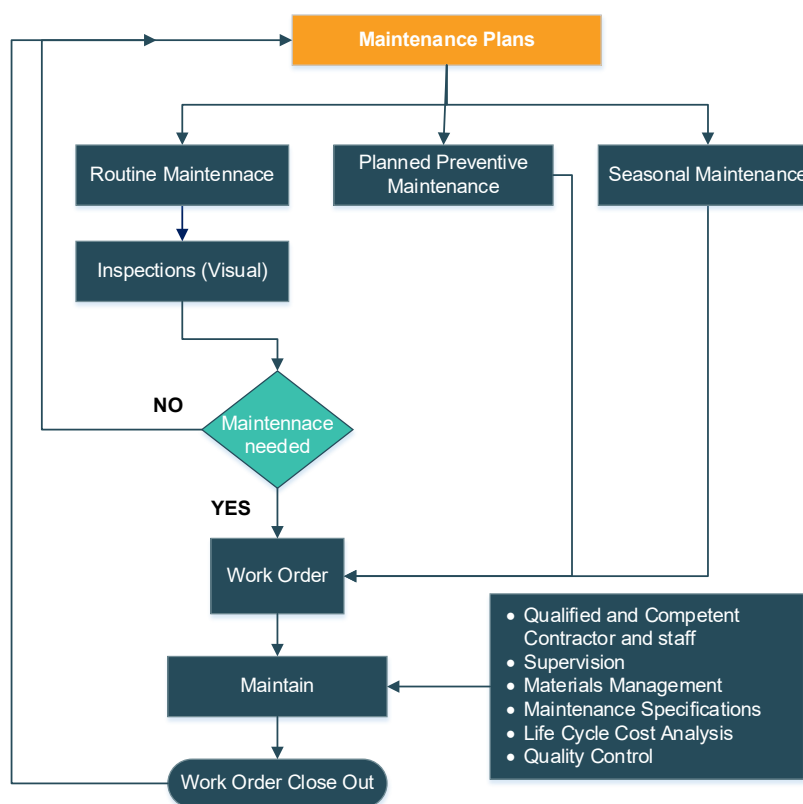 Maintenance Plans
Routine Maintennace
Planned Preventive
Maintenance
Seasonal Maintenance
Inspections (Visual)
NO
Maintennace
needed
YES
Work Order
• Qualified and Competent
Contractor and staff
• Supervision
• Materials Management
• Maintenance Specifications
• Life Cycle Cost Analysis
• Quality Control
Maintain
Work Order Close Out